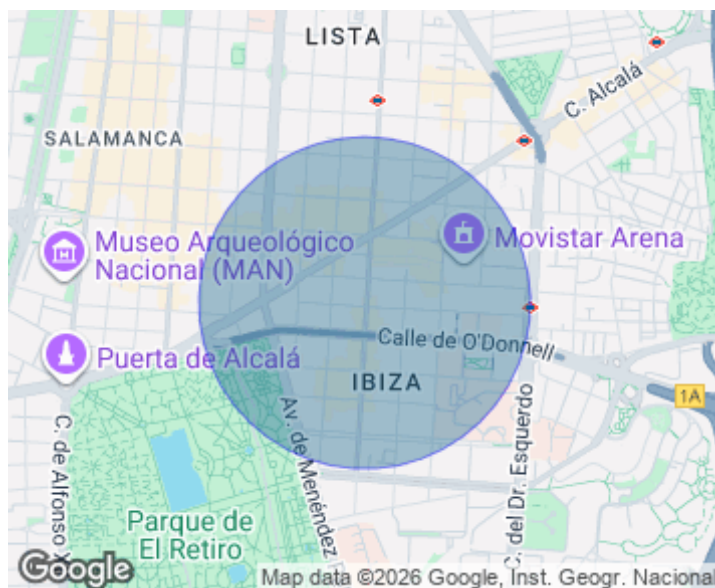 LISTA
C. Alcalá
SALAMANCA
Museo Arqueológico
Nacional (MAN)
Movistar Arena
Puerta de Alcalá
Calle de O'Donnell
IBIZA
1A
C. de Alfonso X
Av. de Menéndez
C. del Dr. Esquerdo
Parque de
El Retiro
Google
Map data ©2026 Google, Inst. Geogr. Nacional